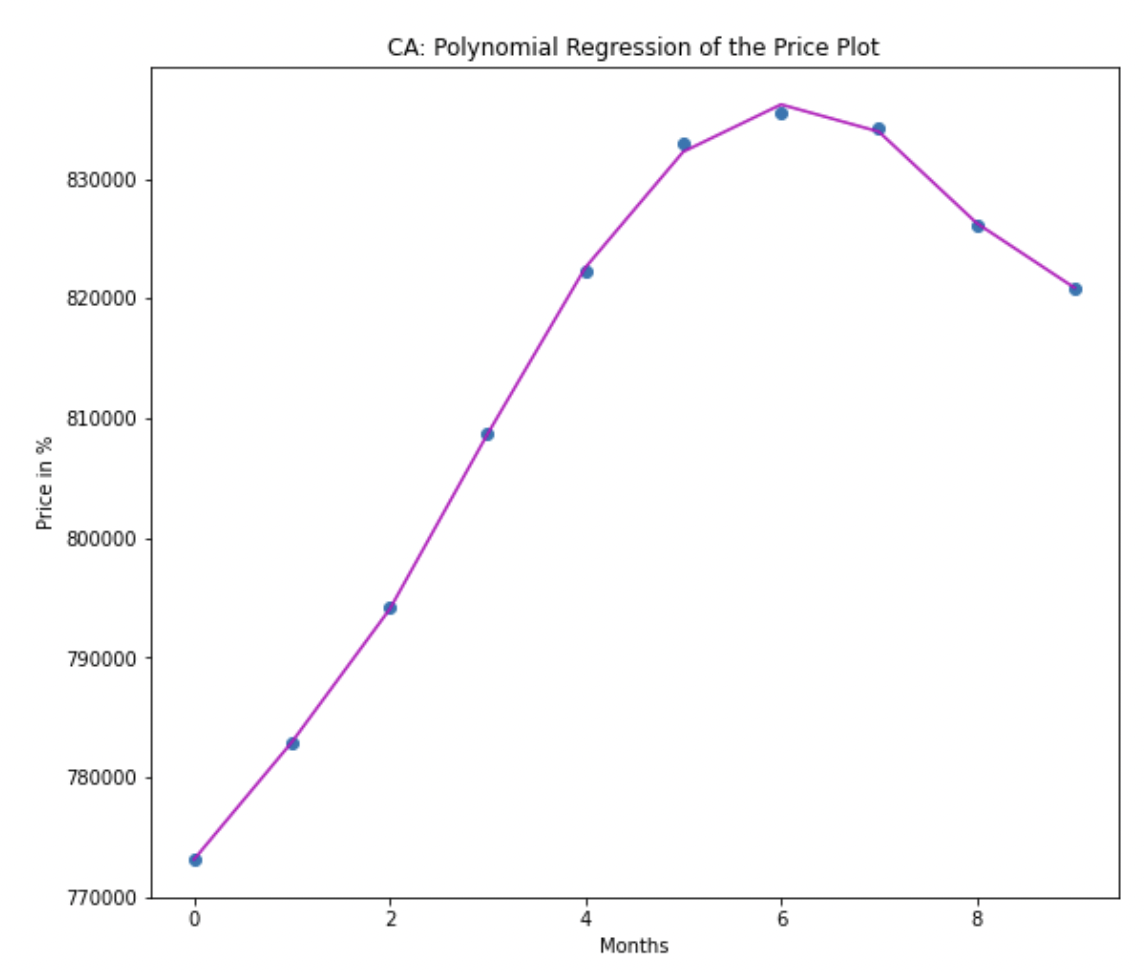 CA: Polynomial Regression of the Price Plot
830000
820000
810000
800000
790000
780000
770000
Price in %
0 2 4 6 8
Months